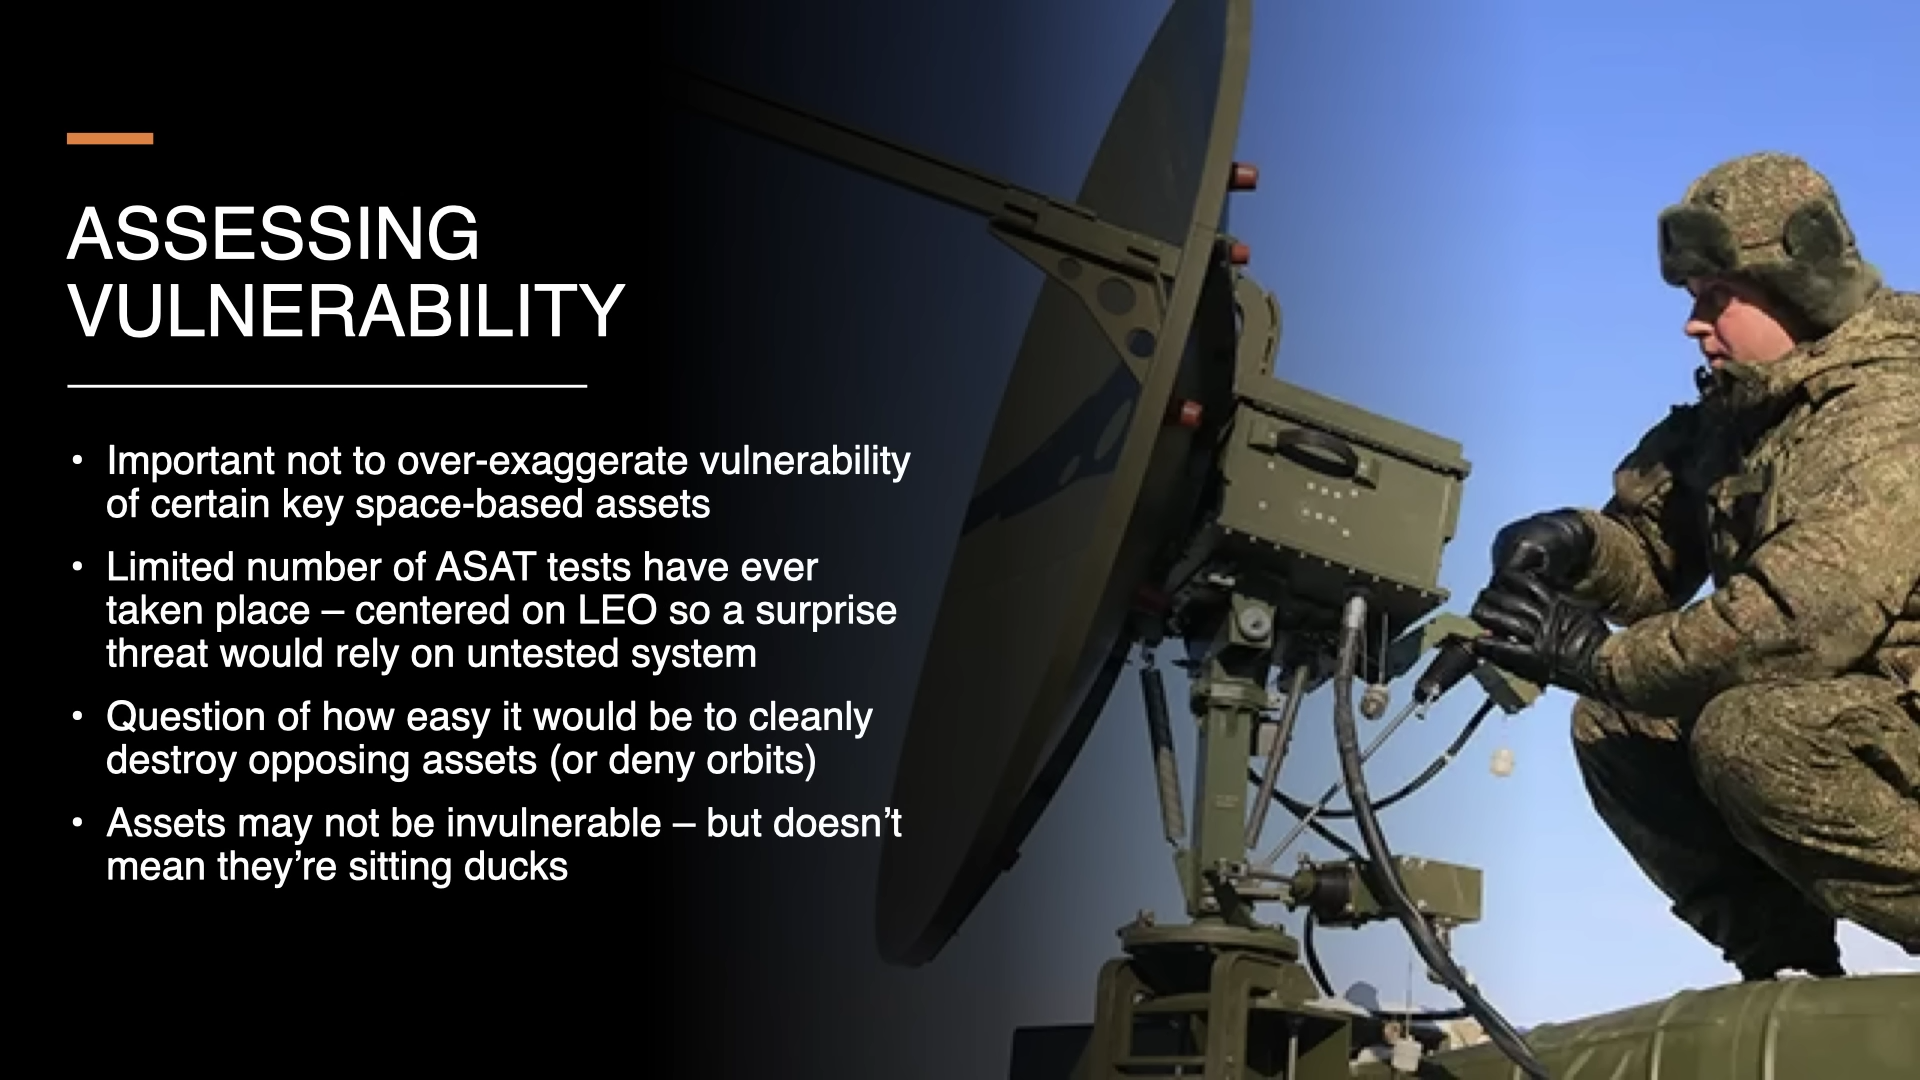 ASSESSING
VULNERABILITY
• Important not to over-exaggerate vulnerability
of certain key space-based assets
• Limited number of ASAT tests have ever
taken place – centered on LEO so a surprise
threat would rely on untested system
• Question of how easy it would be to cleanly
destroy opposing assets (or deny orbits)
• Assets may not be invulnerable – but doesn’t
mean they’re sitting ducks